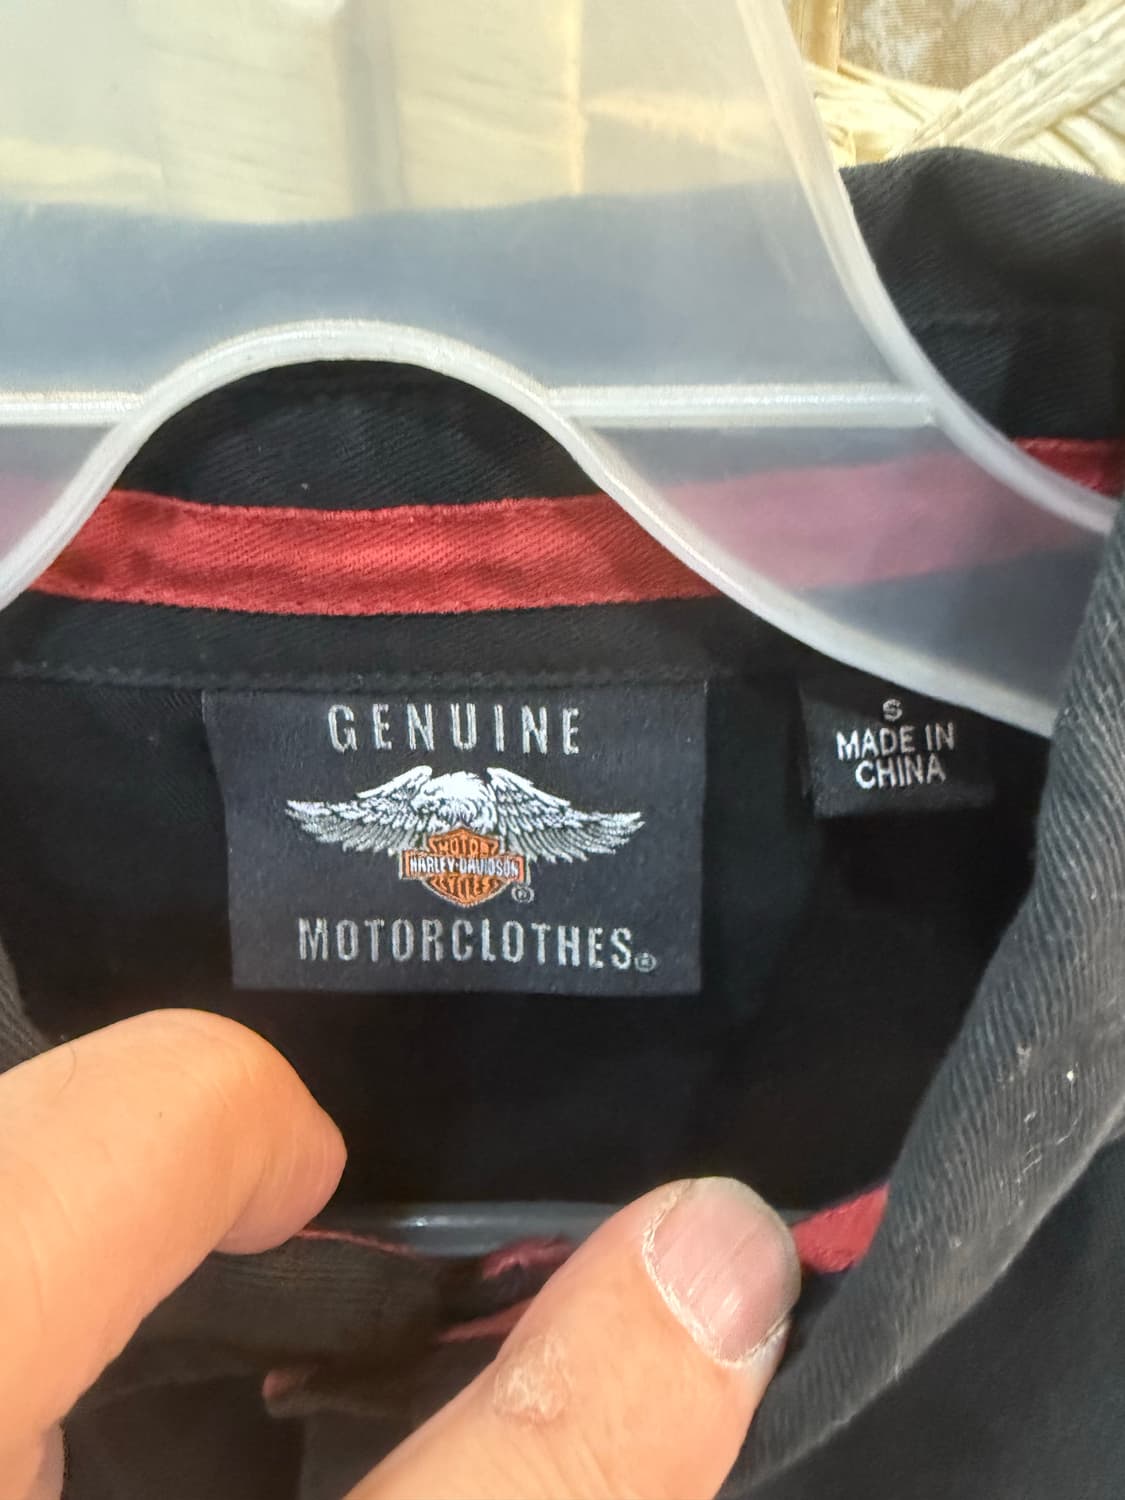 GENUINE
MOTOR
HARLEY-DAVIDSON
CYCLES
®
MOTORCLOTHES®
S
MADE IN
CHINA